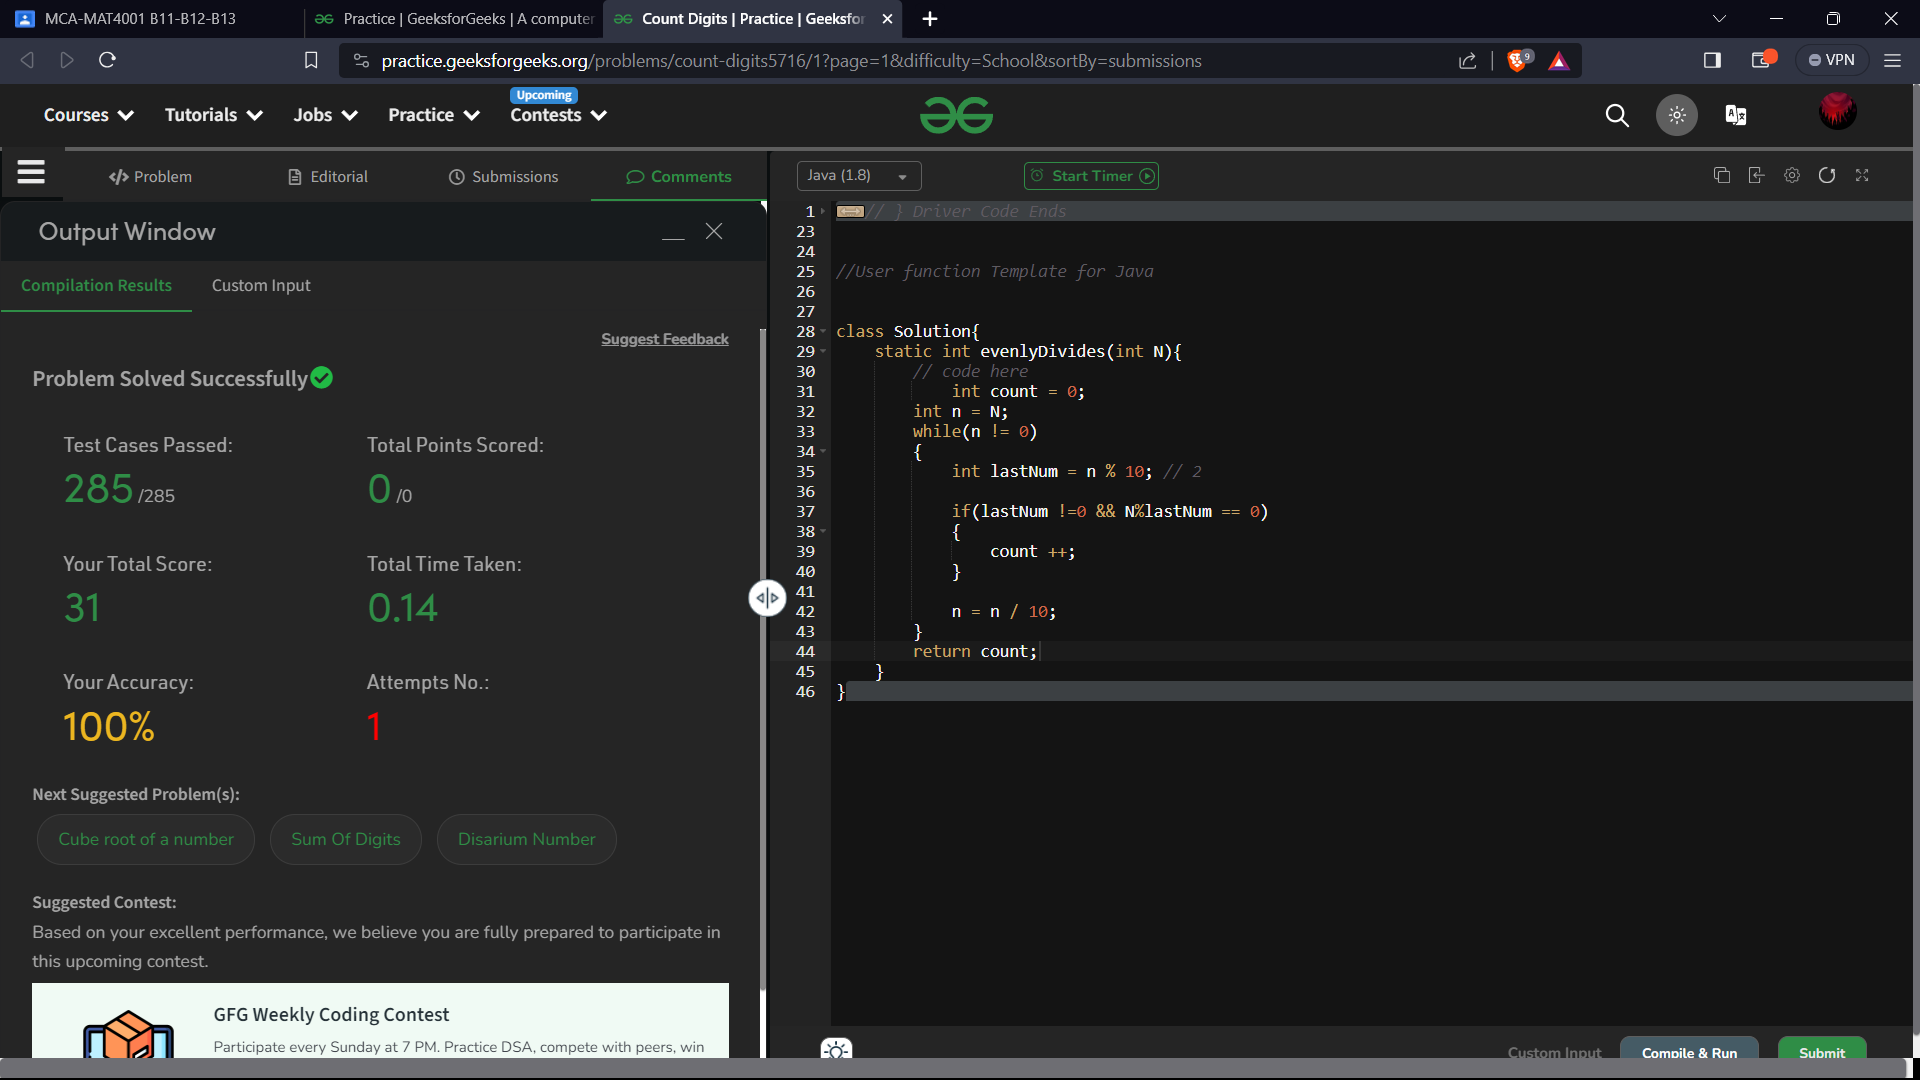 MCA-MAT4001 B11-B12-B13
Practice | GeeksforGeeks | A computer
Count Digits | Practice | Geeksfor
practice.geeksforgeeks.org/problems/count-digits5716/1?page=1&difficulty=School&sortBy=submissions
9
VPN
Courses
Tutorials
Jobs
Practice
Upcoming
Contests
Problem
Editorial
Submissions
Comments
Java (1.8)
Start Timer
Output Window
Compilation Results
Custom Input
Suggest Feedback
Problem Solved Successfully
Test Cases Passed:
285 /285
Total Points Scored:
0 /0
Your Total Score:
31
Total Time Taken:
0.14
Your Accuracy:
100%
Attempts No.:
1
Next Suggested Problem(s):
Cube root of a number
Sum Of Digits
Disarium Number
Suggested Contest:
Based on your excellent performance, we believe you are fully prepared to participate in
this upcoming contest.
GFG Weekly Coding Contest
Participate every Sunday at 7 PM. Practice DSA, compete with peers, win
1 // } Driver Code Ends
23
24
25 //User function Template for Java
26
27
28 class Solution{
29 static int evenlyDivides(int N){
30 // code here
31 int count = 0;
32 int n = N;
33 while(n != 0)
34 {
35 int lastNum = n % 10; // 2
36
37 if(lastNum !=0 && N%lastNum == 0)
38 {
39 count ++;
40 }
41
42 n = n / 10;
43 }
44 return count;
45 }
46 }
Custom Input
Compile & Run
Submit